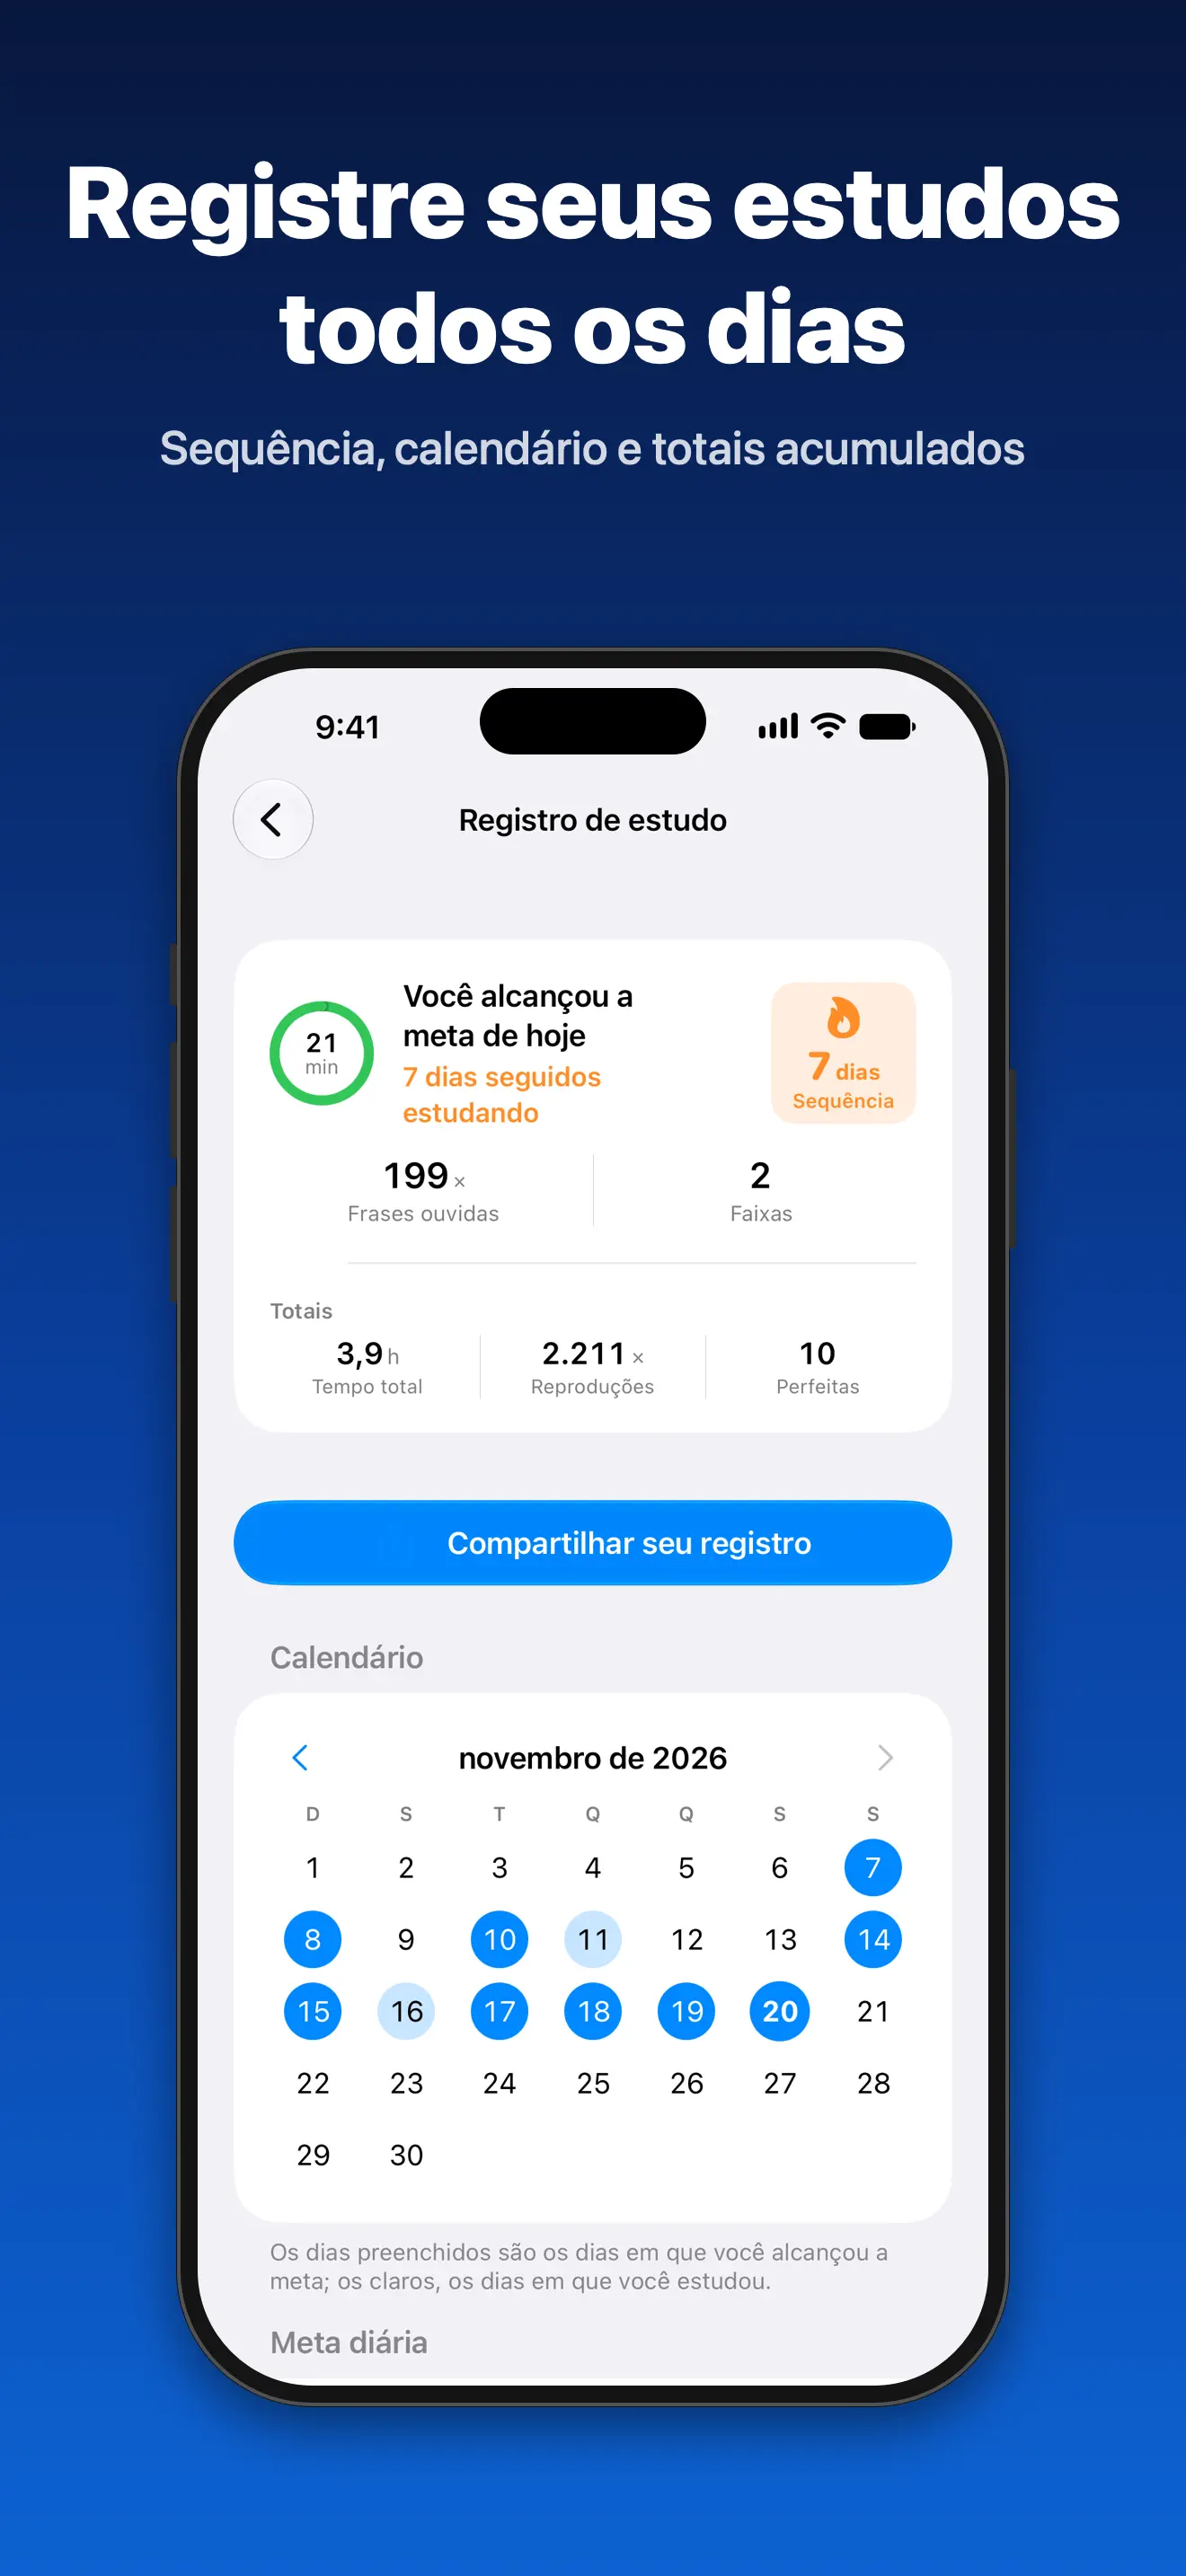 Registre seus estudos
todos os dias
Sequência, calendário e totais acumulados
9:41
Registro de estudo
21
min
Você alcançou a
meta de hoje
7 dias seguidos
estudando
7 dias
Sequência
199 ×
Frases ouvidas
2
Faixas
Totais
3,9 h
Tempo total
2.211 ×
Reproduções
10
Perfeitas
Compartilhar seu registro
Calendário
novembro de 2026
D S T Q Q S S
1 2 3 4 5 6 7
8 9 10 11 12 13 14
15 16 17 18 19 20 21
22 23 24 25 26 27 28
29 30
Os dias preenchidos são os dias em que você alcançou a
meta; os claros, os dias em que você estudou.
Meta diária